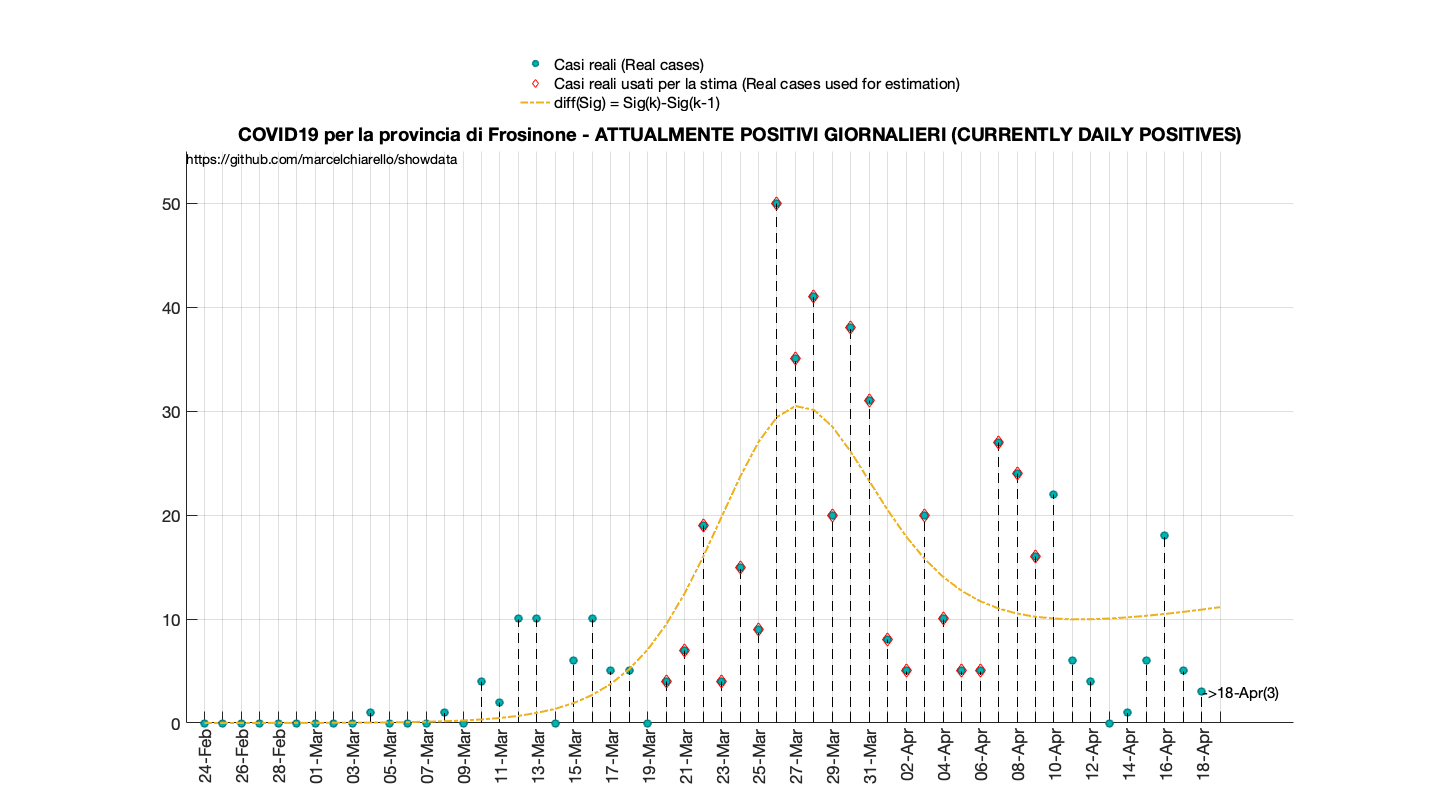 Casi reali (Real cases)
Casi reali usati per la stima (Real cases used for estimation)
diff(Sig) = Sig(k)-Sig(k-1)
COVID19 per la provincia di Frosinone - ATTUALMENTE POSITIVI GIORNALIERI (CURRENTLY DAILY POSITIVES)
https://github.com/marcelchiarello/showdata
50
40
30
20
10
0
->18-Apr(3)
24-Feb
26-Feb
28-Feb
01-Mar
03-Mar
05-Mar
07-Mar
09-Mar
11-Mar
13-Mar
15-Mar
17-Mar
19-Mar
21-Mar
23-Mar
25-Mar
27-Mar
29-Mar
31-Mar
02-Apr
04-Apr
06-Apr
08-Apr
10-Apr
12-Apr
14-Apr
16-Apr
18-Apr